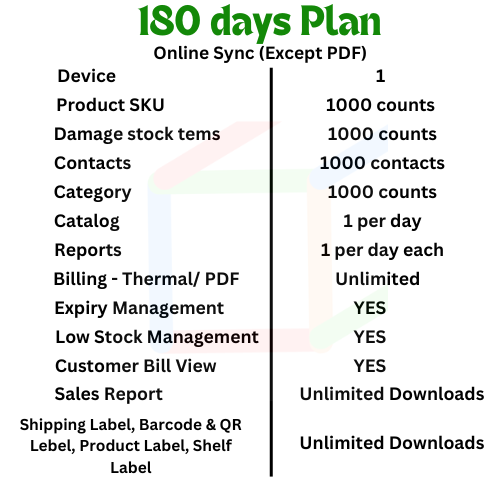 180 days Plan
Online Sync (Except PDF)
Device 1
Product SKU 1000 counts
Damage stock tems 1000 counts
Contacts 1000 contacts
Category 1000 counts
Catalog 1 per day
Reports 1 per day each
Billing - Thermal/ PDF Unlimited
Expiry Management YES
Low Stock Management YES
Customer Bill View YES
Sales Report Unlimited Downloads
Shipping Label, Barcode & QR
Lebel, Product Label, Shelf
Label
Unlimited Downloads